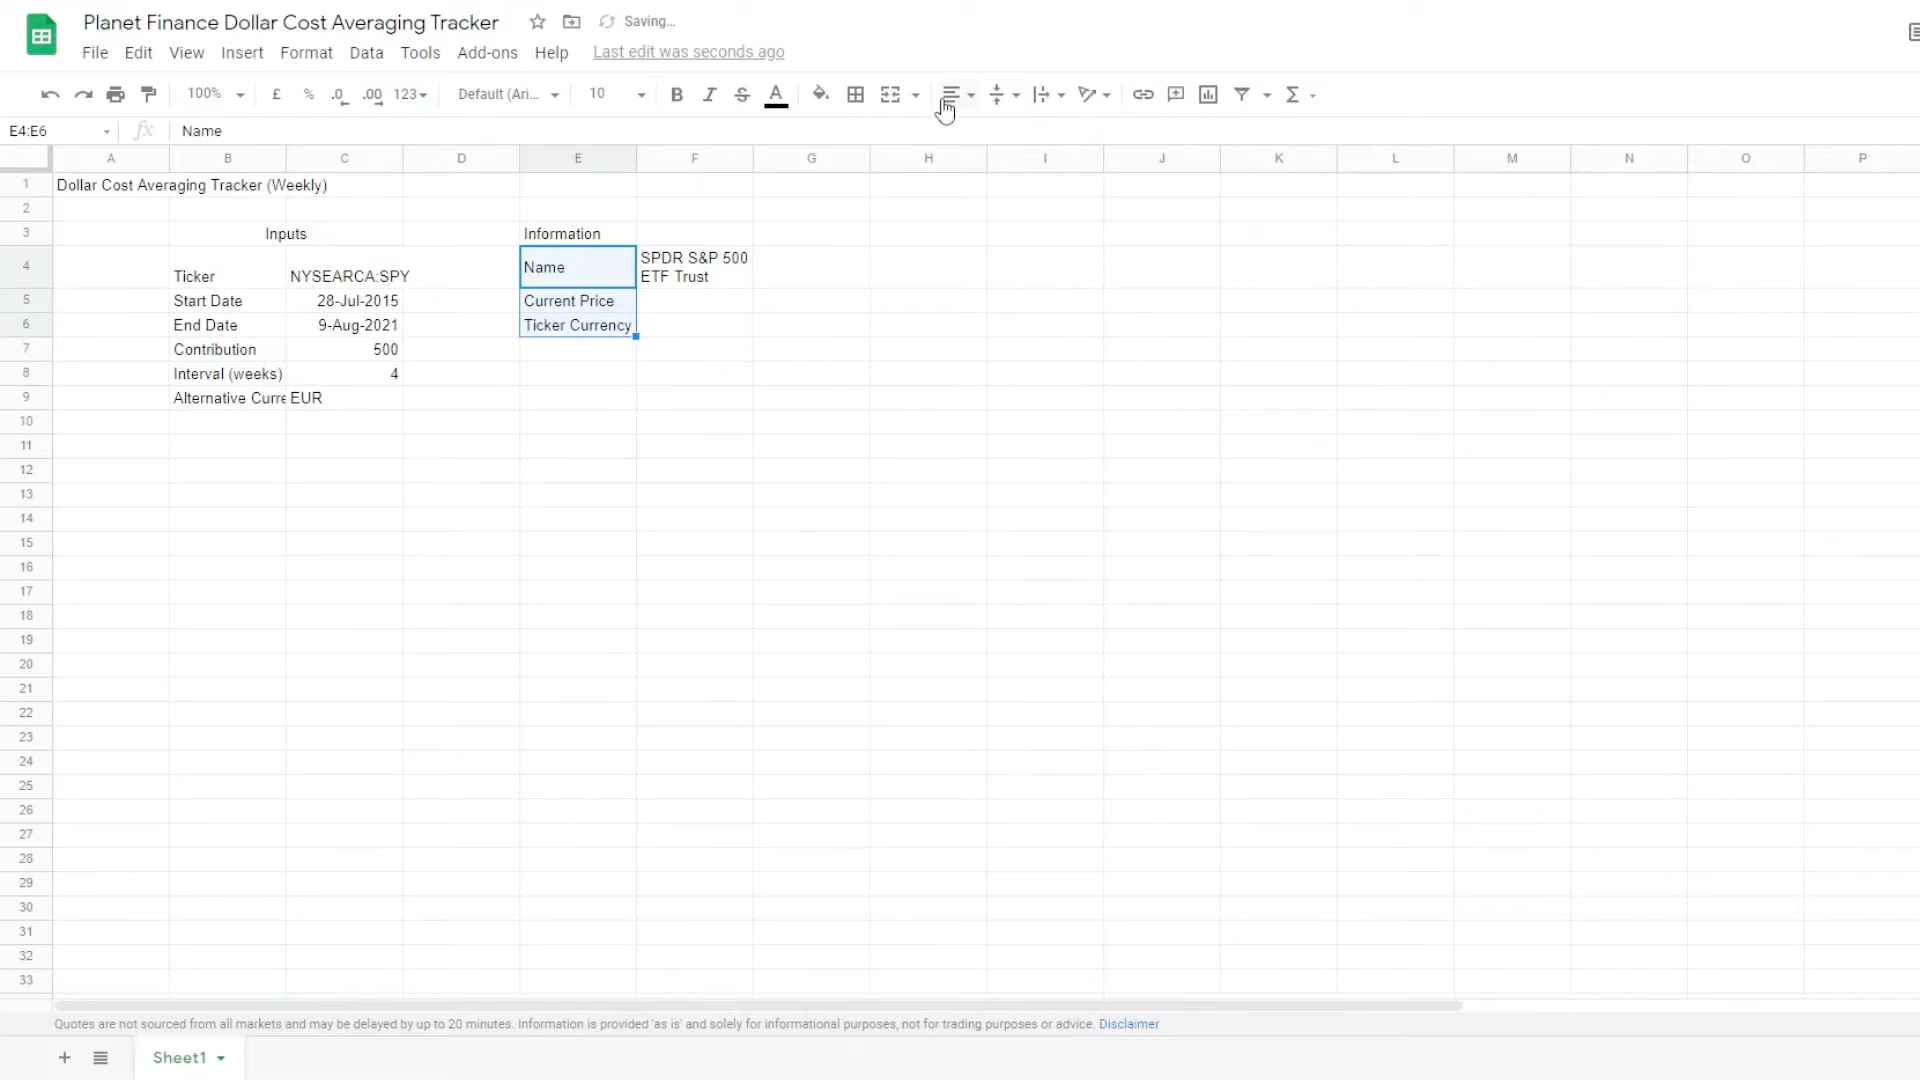 Planet Finance Dollar Cost Averaging Tracker Saving...
File Edit View Insert Format Data Tools Add-ons Help Last edit was seconds ago
100% £ % .0 .00 123 Default (Ari... 10 B I S A Σ
E4:E6 fx Name
A B C D E F G H I J K L M N O P
1 Dollar Cost Averaging Tracker (Weekly)
2
3 Inputs Information
4 Ticker NYSEARCA:SPY Name SPDR S&P 500
ETF Trust
5 Start Date 28-Jul-2015 Current Price
6 End Date 9-Aug-2021 Ticker Currency
7 Contribution 500
8 Interval (weeks) 4
9 Alternative Curre EUR
10
11
12
13
14
15
16
17
18
19
20
21
22
23
24
25
26
27
28
29
30
31
32
33
Quotes are not sourced from all markets and may be delayed by up to 20 minutes. Information is provided 'as is' and solely for informational purposes, not for trading purposes or advice. Disclaimer
+ Sheet1